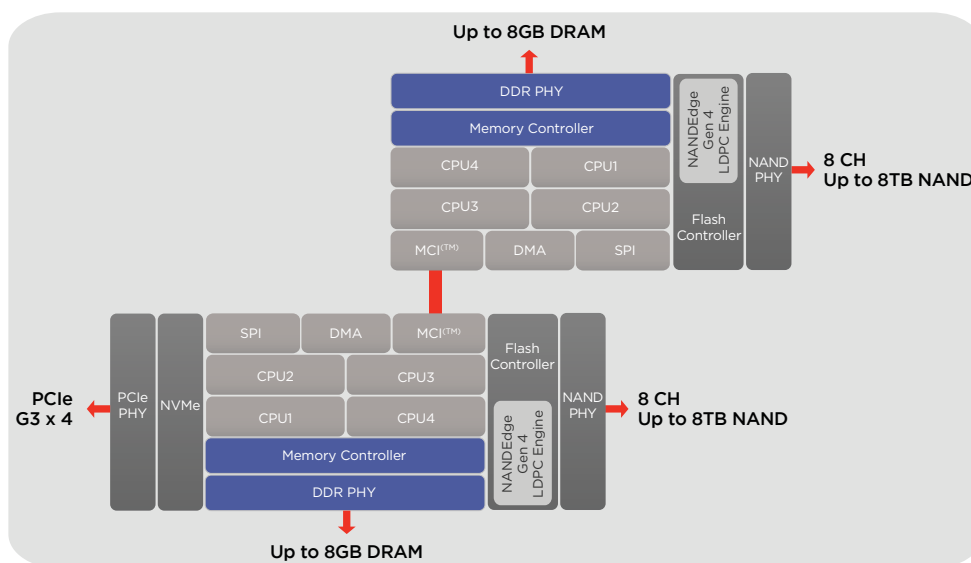 Up to 8GB DRAM
DDR PHY
Memory Controller
CPU4
CPU1
CPU3
CPU2
MCI(TM)
DMA
SPI
NANDEdge
Gen 4
LDPC Engine
Flash
Controller
NAND
PHY
8 CH
Up to 8TB NAND
PCIe
G3 x 4
PCIe
PHY
NVMe
SPI
DMA
MCI(TM)
CPU2
CPU3
CPU1
CPU4
Memory Controller
DDR PHY
Flash
Controller
NANDEdge
Gen 4
LDPC Engine
NAND
PHY
8 CH
Up to 8TB NAND
Up to 8GB DRAM